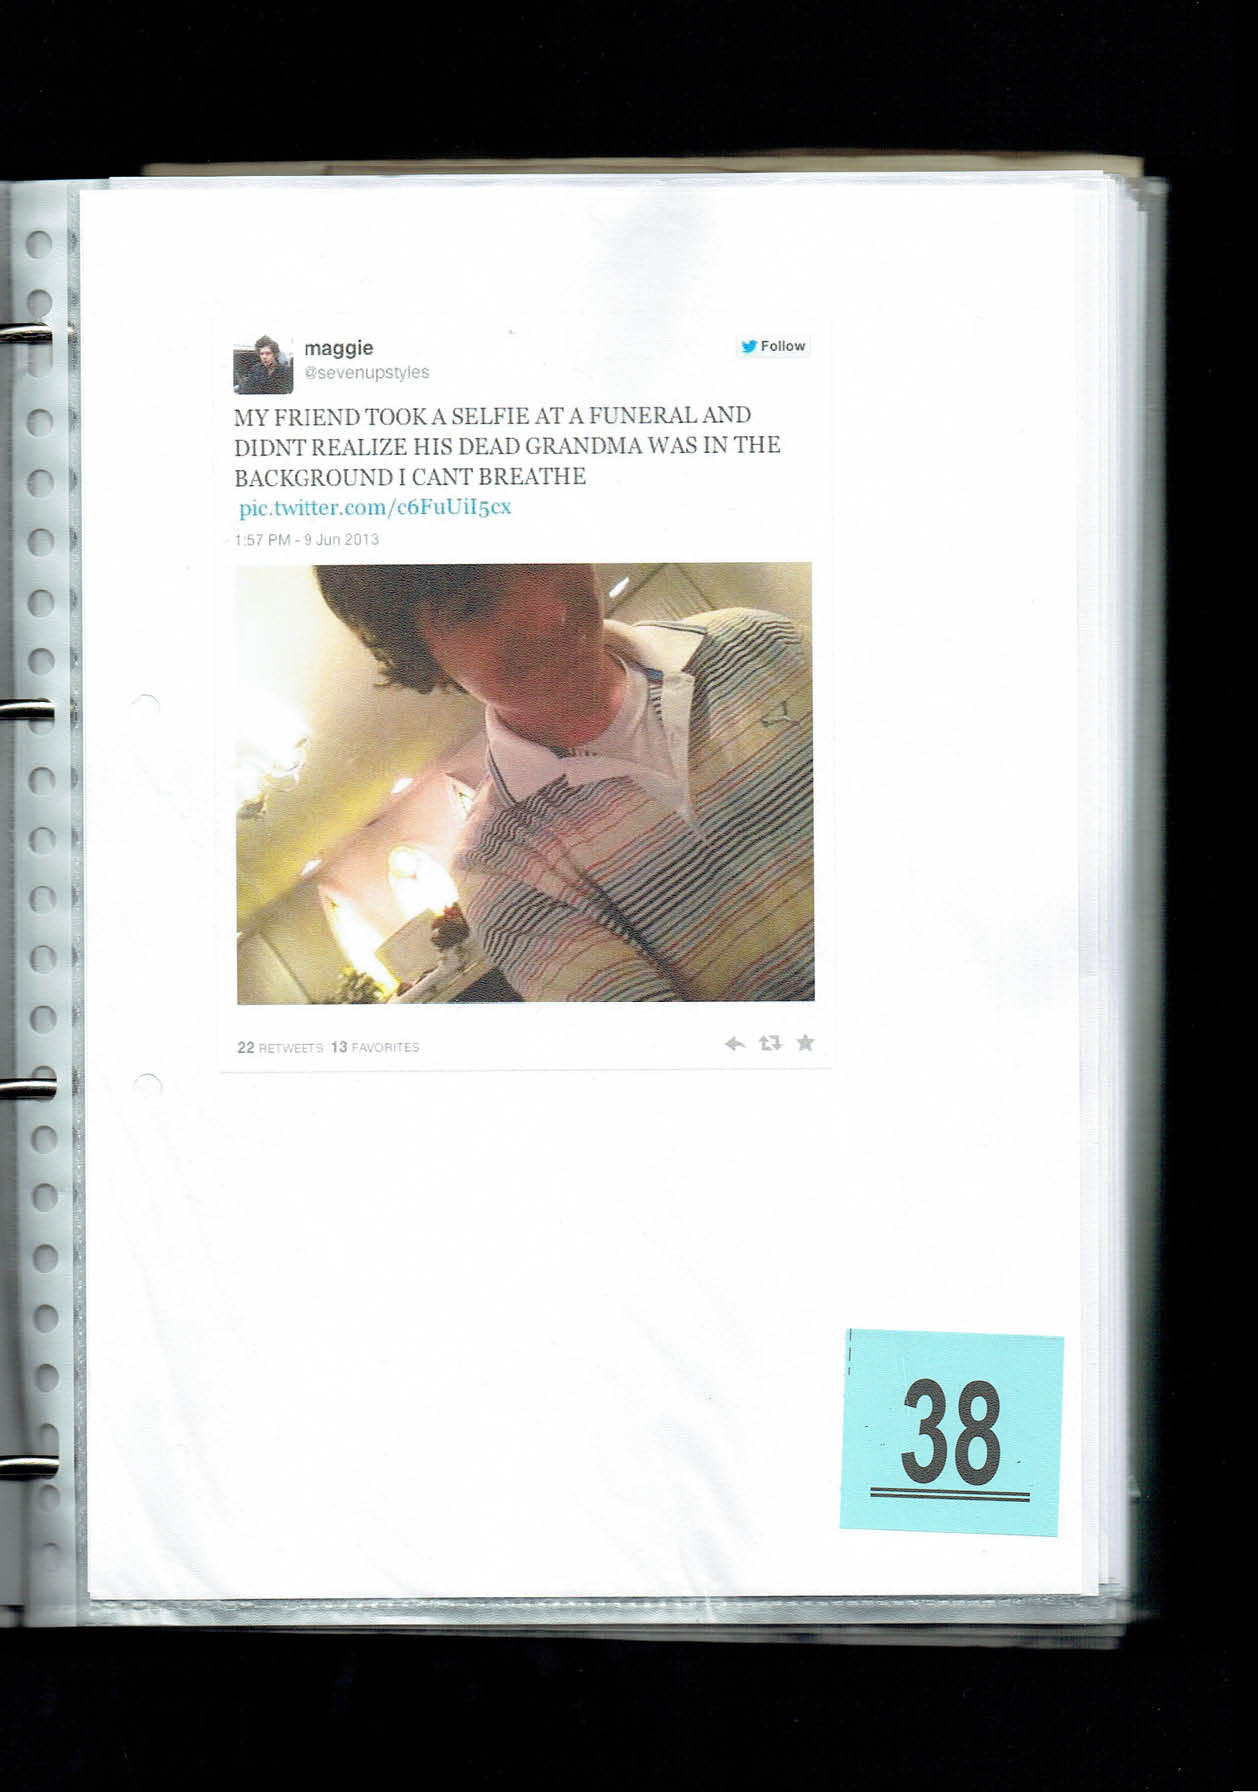 maggie
Follow
@sevenupstyles
MY FRIEND TOOK A SELFIE AT A FUNERAL AND
DIDNT REALIZE HIS DEAD GRANDMA WAS IN THE
BACKGROUND I CANT BREATHE
pic.twitter.com/c6FuUiI5cx
1:57 PM - 9 Jun 2013
22 RETWEETS 13 FAVORITES
38